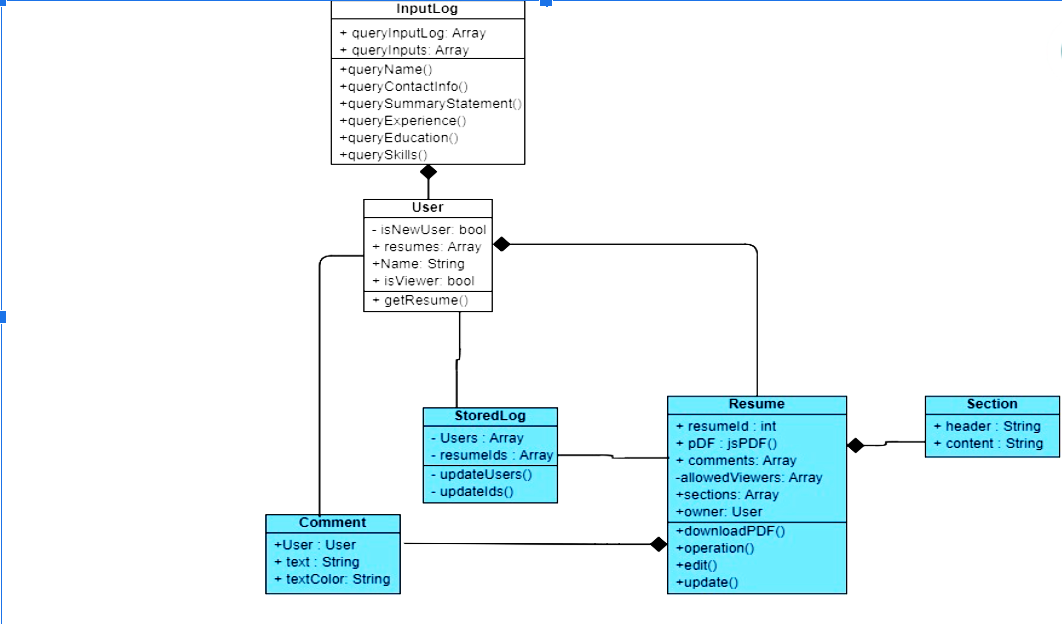 InputLog
+ queryInputLog: Array
+ queryInputs: Array
+queryName()
+queryContactInfo()
+querySummaryStatement()
+queryExperience()
+queryEducation()
+querySkills()
User
- isNewUser: bool
+ resumes: Array
+Name: String
+ isViewer: bool
+ getResume()
StoredLog
- Users : Array
- resumeIds : Array
- updateUsers()
- updateIds()
Resume
+ resumeId : int
+ pDF : jsPDF()
+ comments: Array
-allowedViewers: Array
+sections: Array
+owner: User
+downloadPDF()
+operation()
+edit()
+update()
Section
+ header : String
+ content : String
Comment
+User : User
+ text : String
+ textColor: String